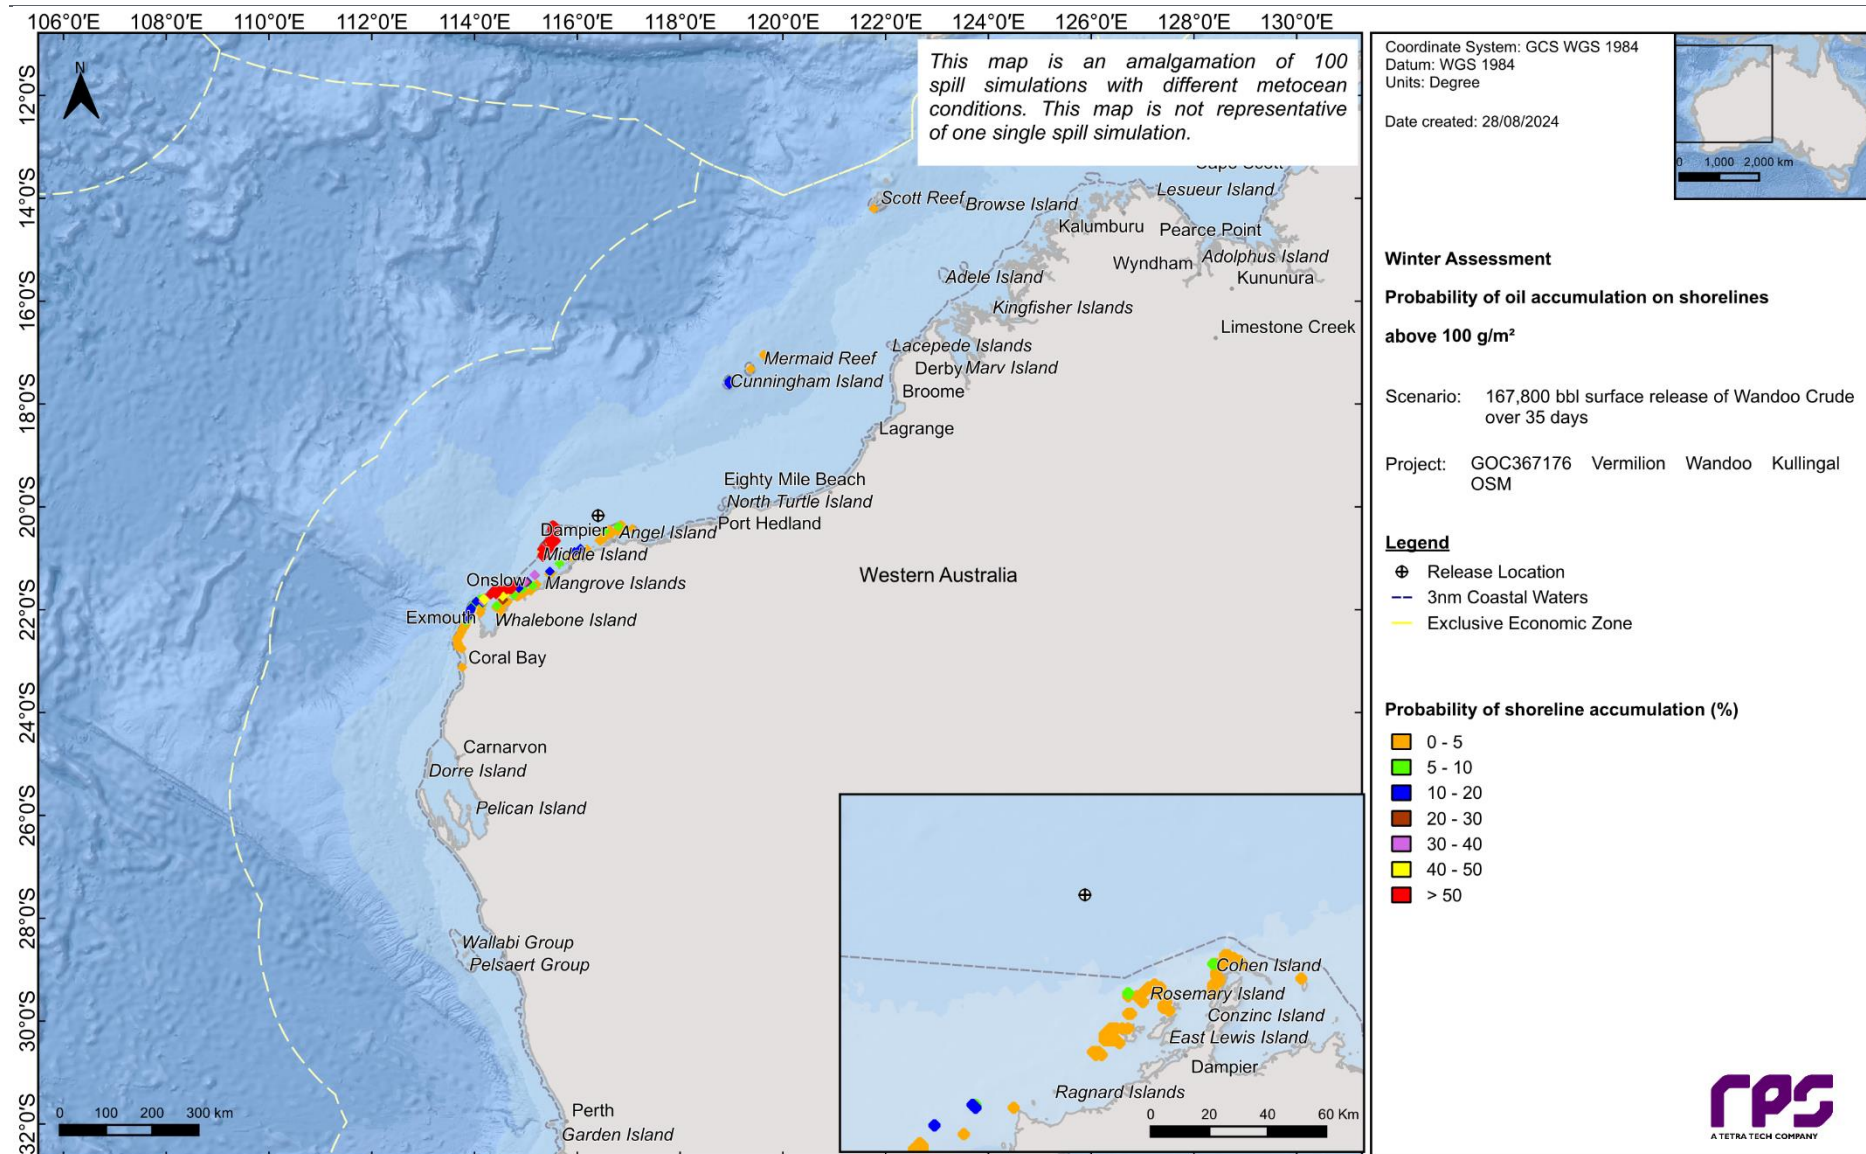 106°0'E 108°0'E 110°0'E 112°0'E 114°0'E 116°0'E 118°0'E 120°0'E 122°0'E 124°0'E 126°0'E 128°0'E 130°0'E
This map is an amalgamation of 100
spill simulations with different metocean
conditions. This map is not representative
of one single spill simulation.
N
12°0'S
14°0'S
16°0'S
18°0'S
20°0'S
22°0'S
24°0'S
26°0'S
28°0'S
30°0'S
32°0'S
Cape Scott
Lesueur Island
Scott Reef
Browse Island
Kalumburu
Pearce Point
Wyndham
Adolphus Island
Kununura
Adele Island
Kingfisher Islands
Limestone Creek
Lacepede Islands
Mermaid Reef
Derby
Marv Island
Cunningham Island
Broome
Lagrange
Eighty Mile Beach
North Turtle Island
Port Hedland
Dampier
Angel Island
Middle Island
Western Australia
Onslow
Mangrove Islands
Exmouth
Whalebone Island
Coral Bay
Carnarvon
Dorre Island
Pelican Island
Wallabi Group
Pelsaert Group
Perth
Garden Island
0 100 200 300 km
Cohen Island
Rosemary Island
Conzinc Island
East Lewis Island
Dampier
Ragnard Islands
0 20 40 60 Km
Coordinate System: GCS WGS 1984
Datum: WGS 1984
Units: Degree
Date created: 28/08/2024
0 1,000 2,000 km
Winter Assessment
Probability of oil accumulation on shorelines
above 100 g/m²
Scenario: 167,800 bbl surface release of Wandoo Crude
over 35 days
Project: GOC367176 Vermilion Wandoo Kullingal
OSM
Legend
Release Location
3nm Coastal Waters
Exclusive Economic Zone
Probability of shoreline accumulation (%)
0 - 5
5 - 10
10 - 20
20 - 30
30 - 40
40 - 50
> 50
rps
A TETRA TECH COMPANY